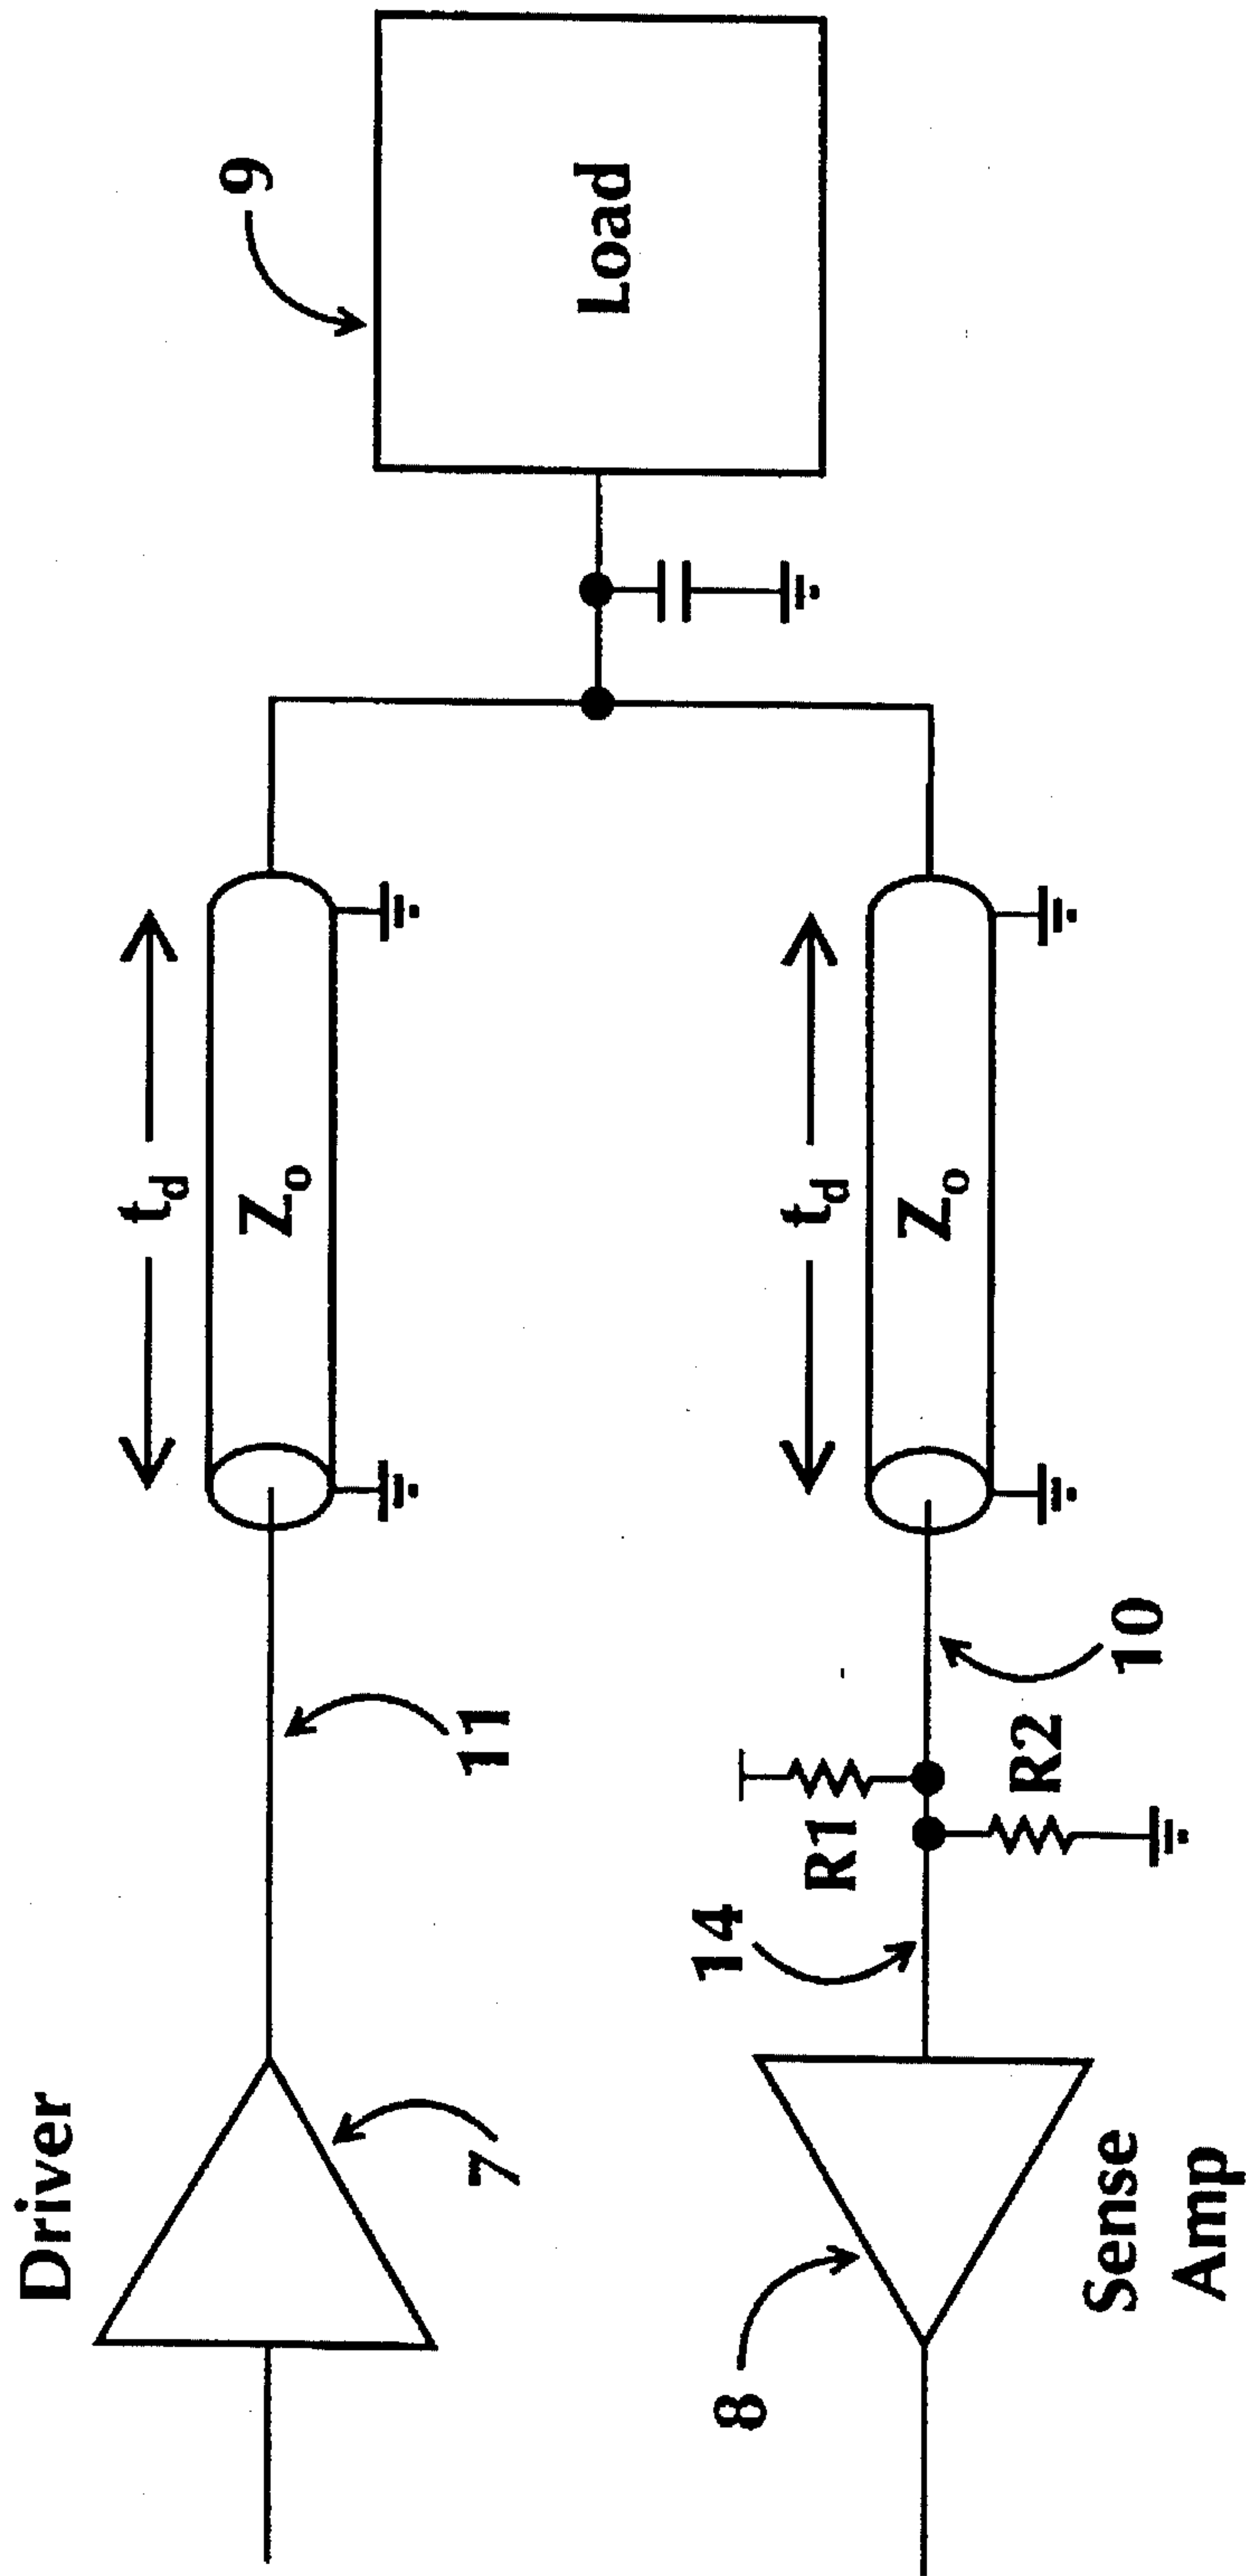 Driver
7
11
t_d
Z_o
9
Load
8
Sense
Amp
14
R1
R2
10
t_d
Z_o